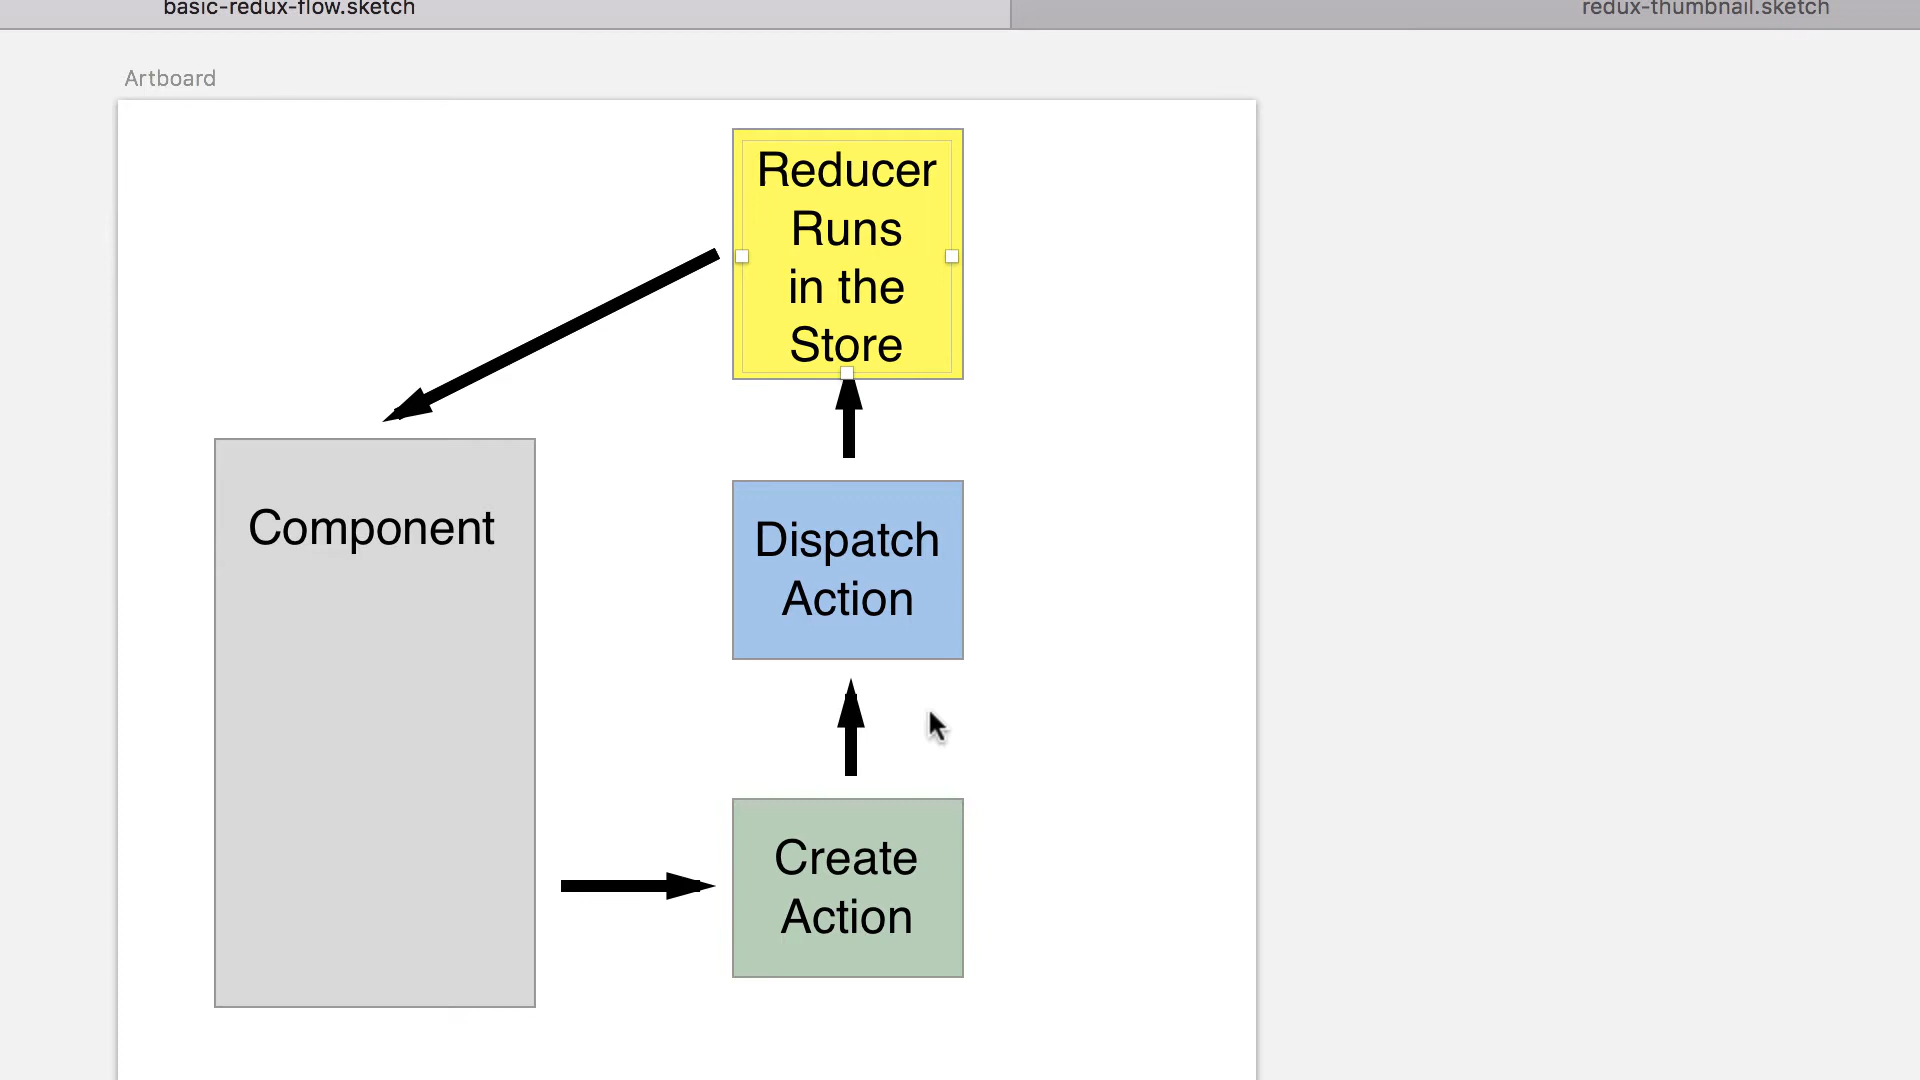 basic-redux-flow.sketch
redux-thumbnail.sketch
Artboard
Reducer
Runs
in the
Store
Component
Dispatch
Action
Create
Action